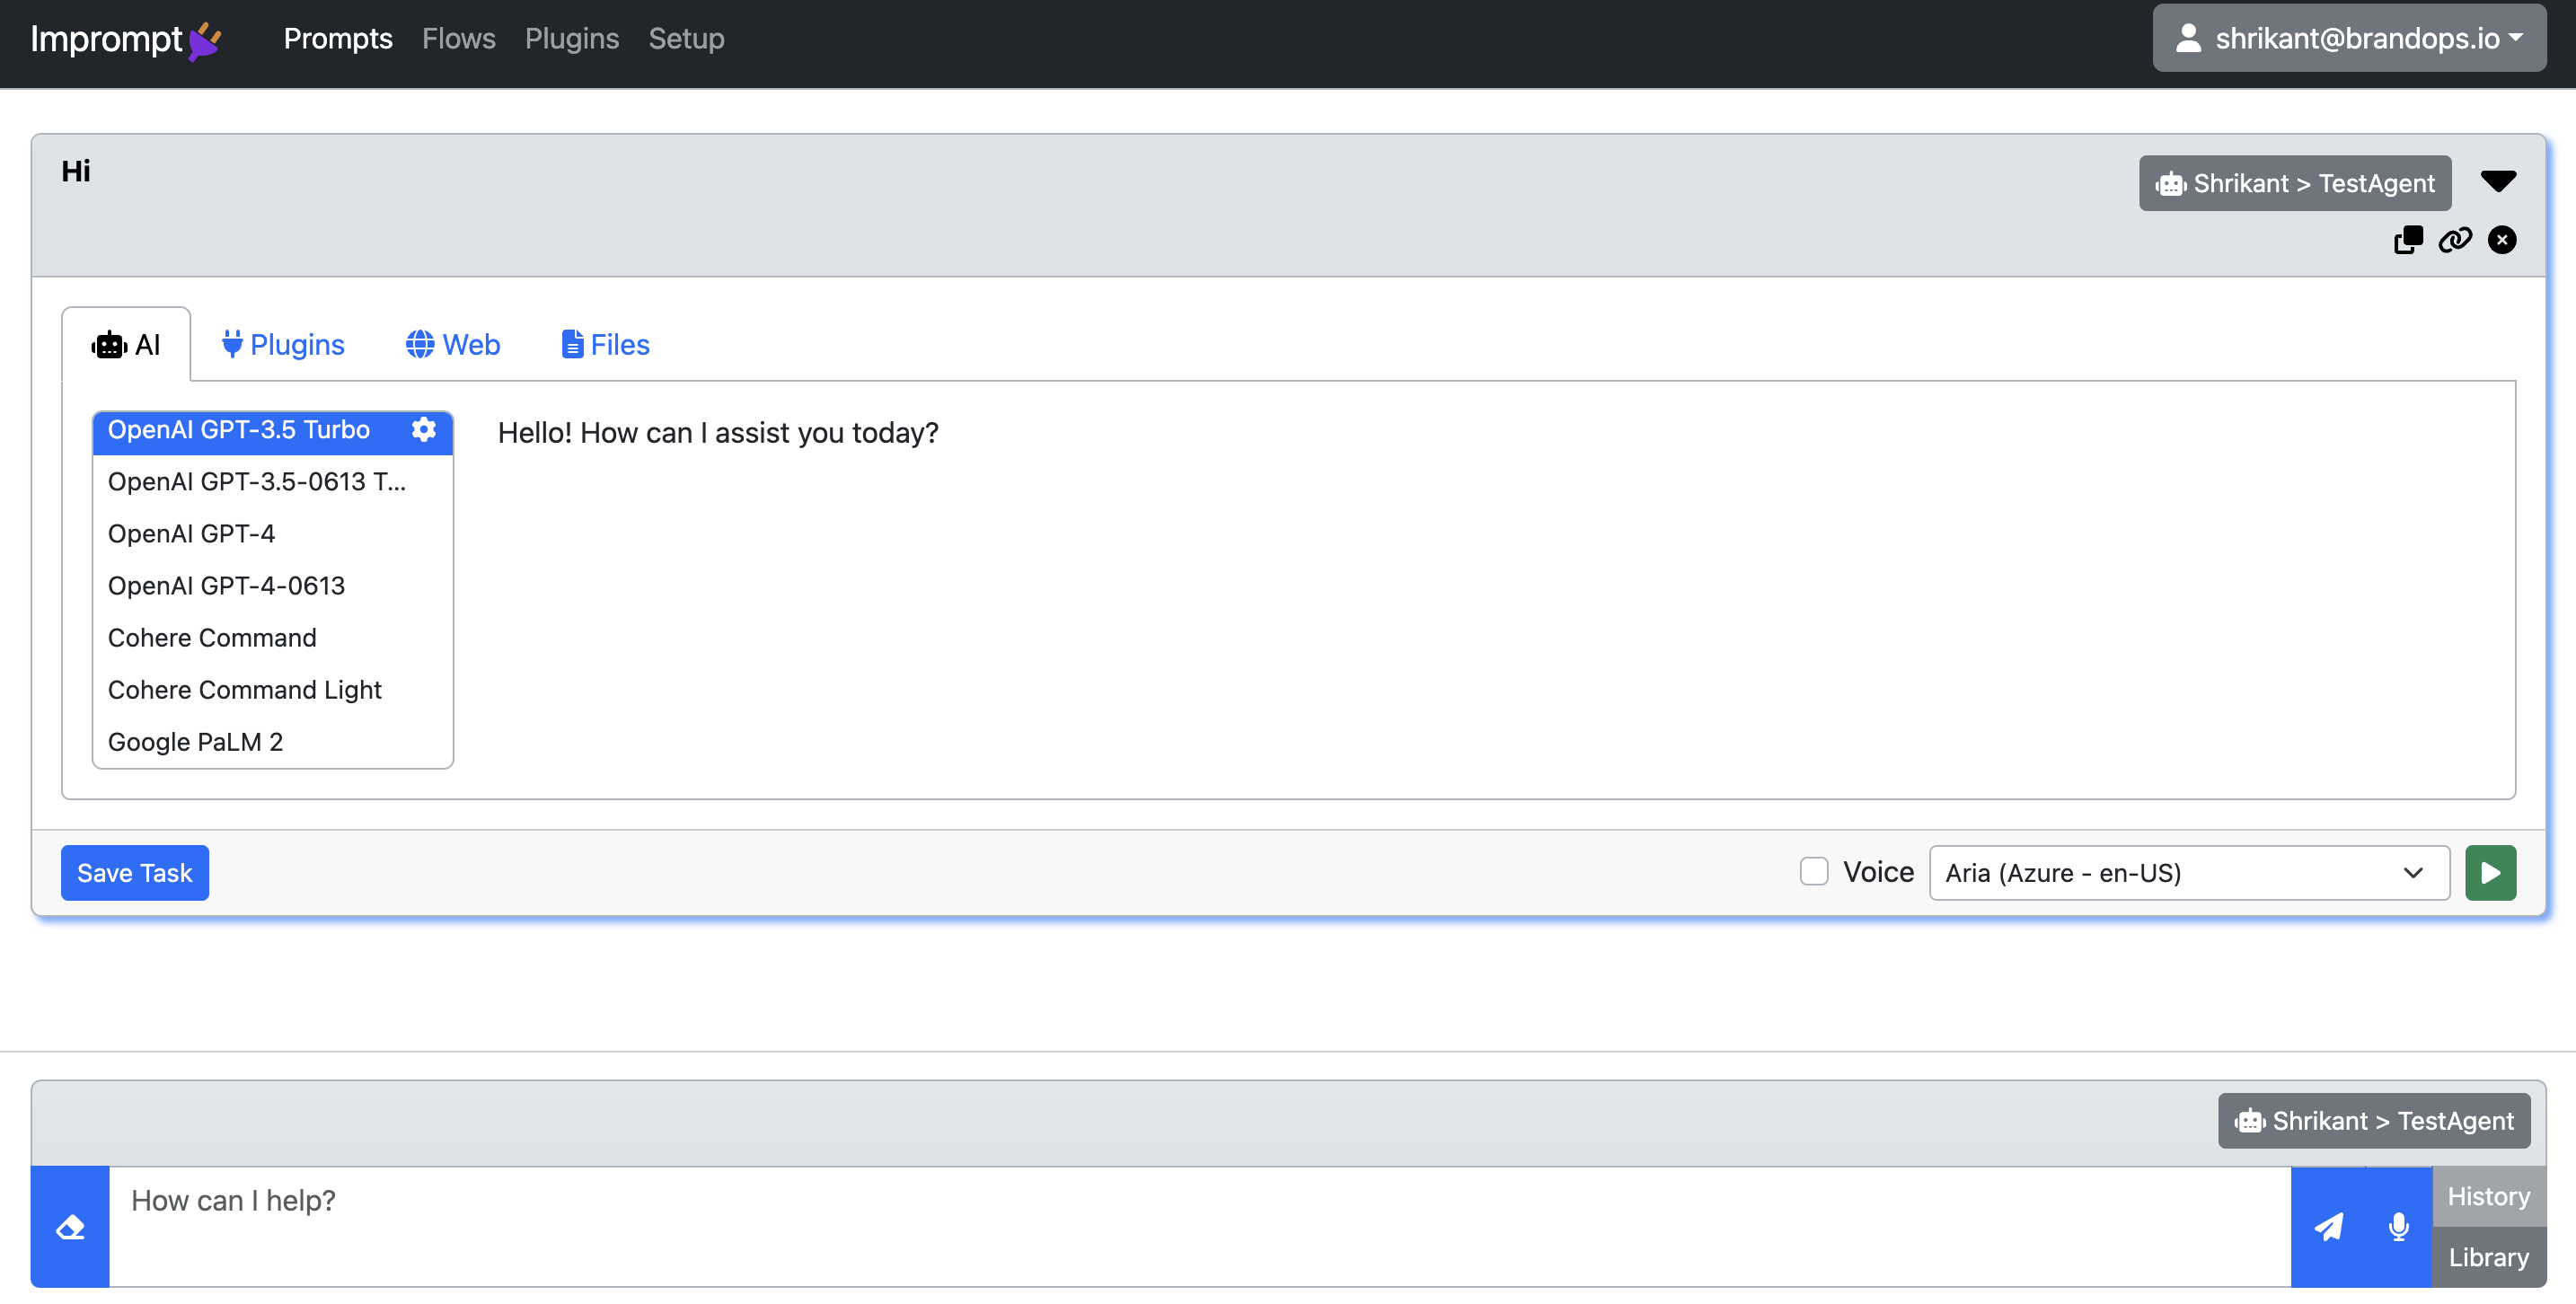 Imprompt Prompts Flows Plugins Setup shrikant@brandops.io
Hi
Shrikant > TestAgent
AI Plugins Web Files
OpenAI GPT-3.5 Turbo
Hello! How can I assist you today?
OpenAI GPT-3.5-0613 T...
OpenAI GPT-4
OpenAI GPT-4-0613
Cohere Command
Cohere Command Light
Google PaLM 2
Save Task
Voice Aria (Azure - en-US)
Shrikant > TestAgent
How can I help?
History
Library